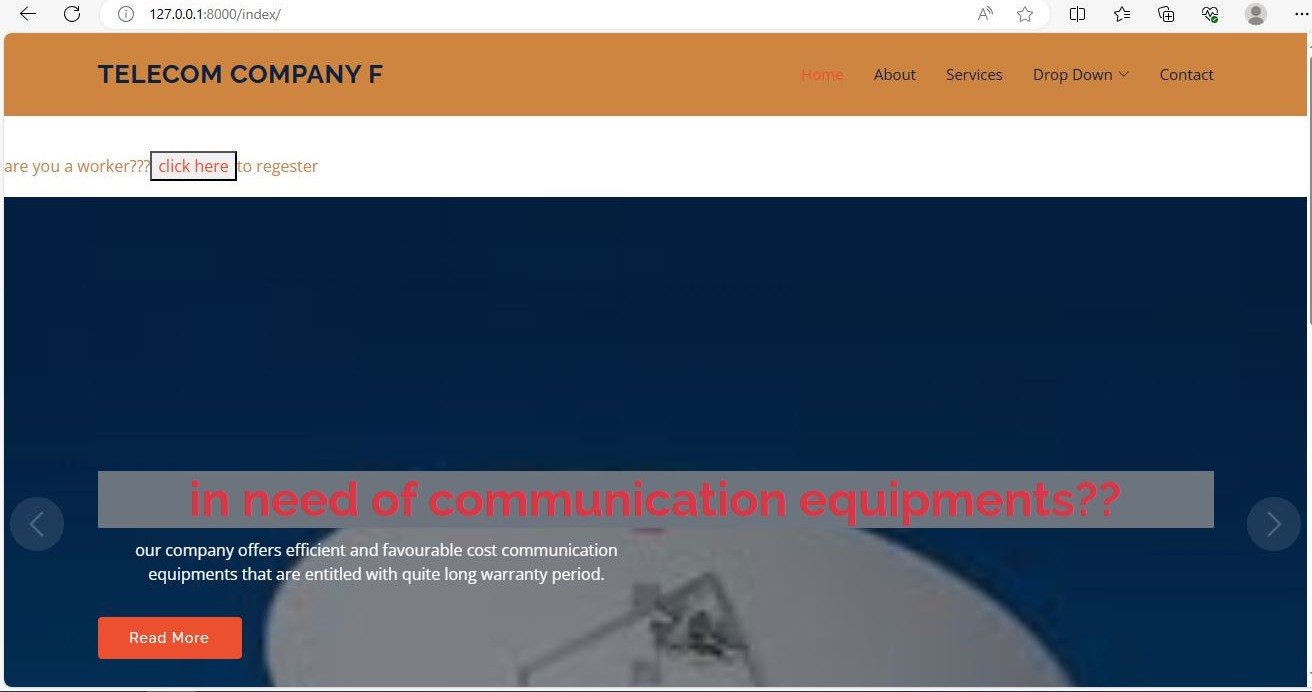 127.0.0.1:8000/index/
TELECOM COMPANY F
Home About Services Drop Down Contact
are you a worker??? click here to regester
in need of communication equipments??
our company offers efficient and favourable cost communication
equipments that are entitled with quite long warranty period.
Read More